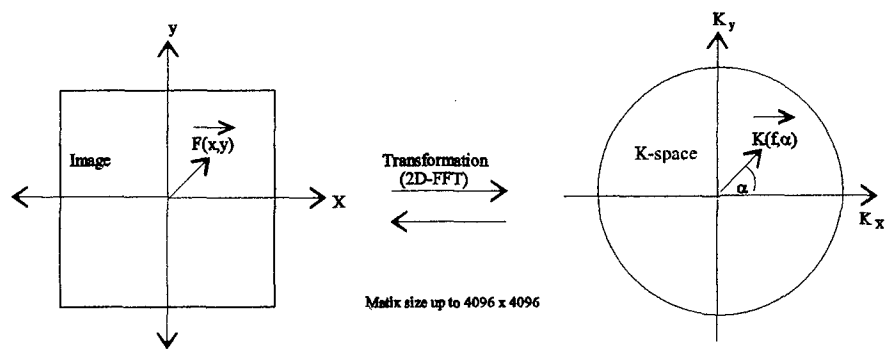 y
F(x,y)
Image
X
Transformation
(2D-FFT)
Matix size up to 4096 x 4096
K y
K(f,α)
K-space
α
K X